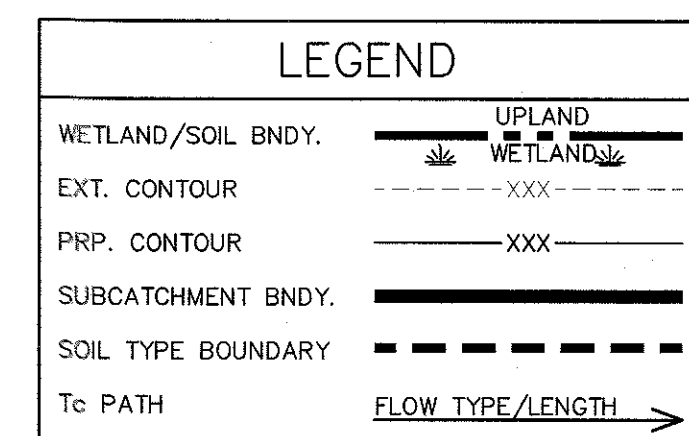 LEGEND
WETLAND/SOIL BNDY. UPLAND
WETLAND
EXT. CONTOUR XXX
PRP. CONTOUR XXX
SUBCATCHMENT BNDY.
SOIL TYPE BOUNDARY
Tc PATH FLOW TYPE/LENGTH